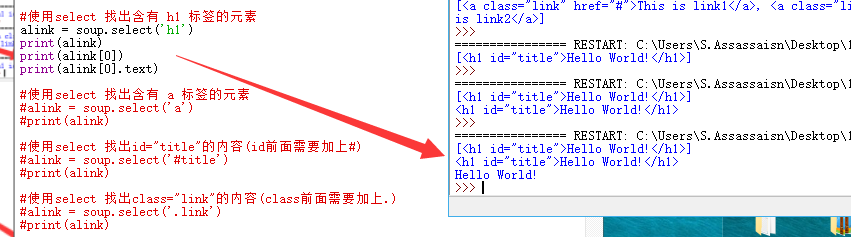 #使用select 找出含有 h1 标签的元素
alink = soup.select('h1')
print(alink)
print(alink[0])
print(alink[0].text)
#使用select 找出含有 a 标签的元素
#alink = soup.select('a')
#print(alink)
#使用select 找出id="title"的内容(id前面需要加上#)
#alink = soup.select('#title')
#print(alink)
#使用select 找出class="link"的内容(class前面需要加上.)
#alink = soup.select('.link')
#print(alink)
[<a class="link" href="#">This is link1</a>, <a class="lin
is link2</a>]
>>>
================ RESTART: C:\Users\S.Assassaisn\Desktop\1
[<h1 id="title">Hello World!</h1>]
>>>
================ RESTART: C:\Users\S.Assassaisn\Desktop\1
[<h1 id="title">Hello World!</h1>]
<h1 id="title">Hello World!</h1>
>>>
================ RESTART: C:\Users\S.Assassaisn\Desktop\1
[<h1 id="title">Hello World!</h1>]
<h1 id="title">Hello World!</h1>
Hello World!
>>>